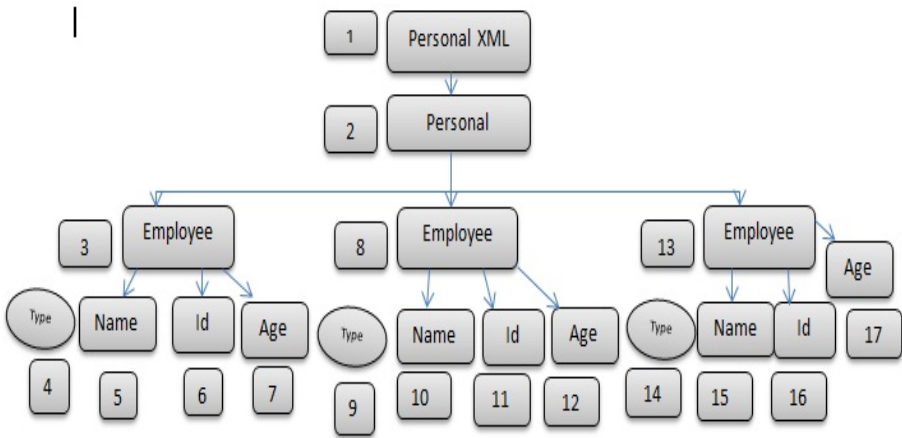 1 Personal XML
2 Personal
3 Employee 8 Employee 13 Employee
Age
Type Name Id Age Type Name Id Age Type Name Id 17
4 5 6 7 9 10 11 12 14 15 16